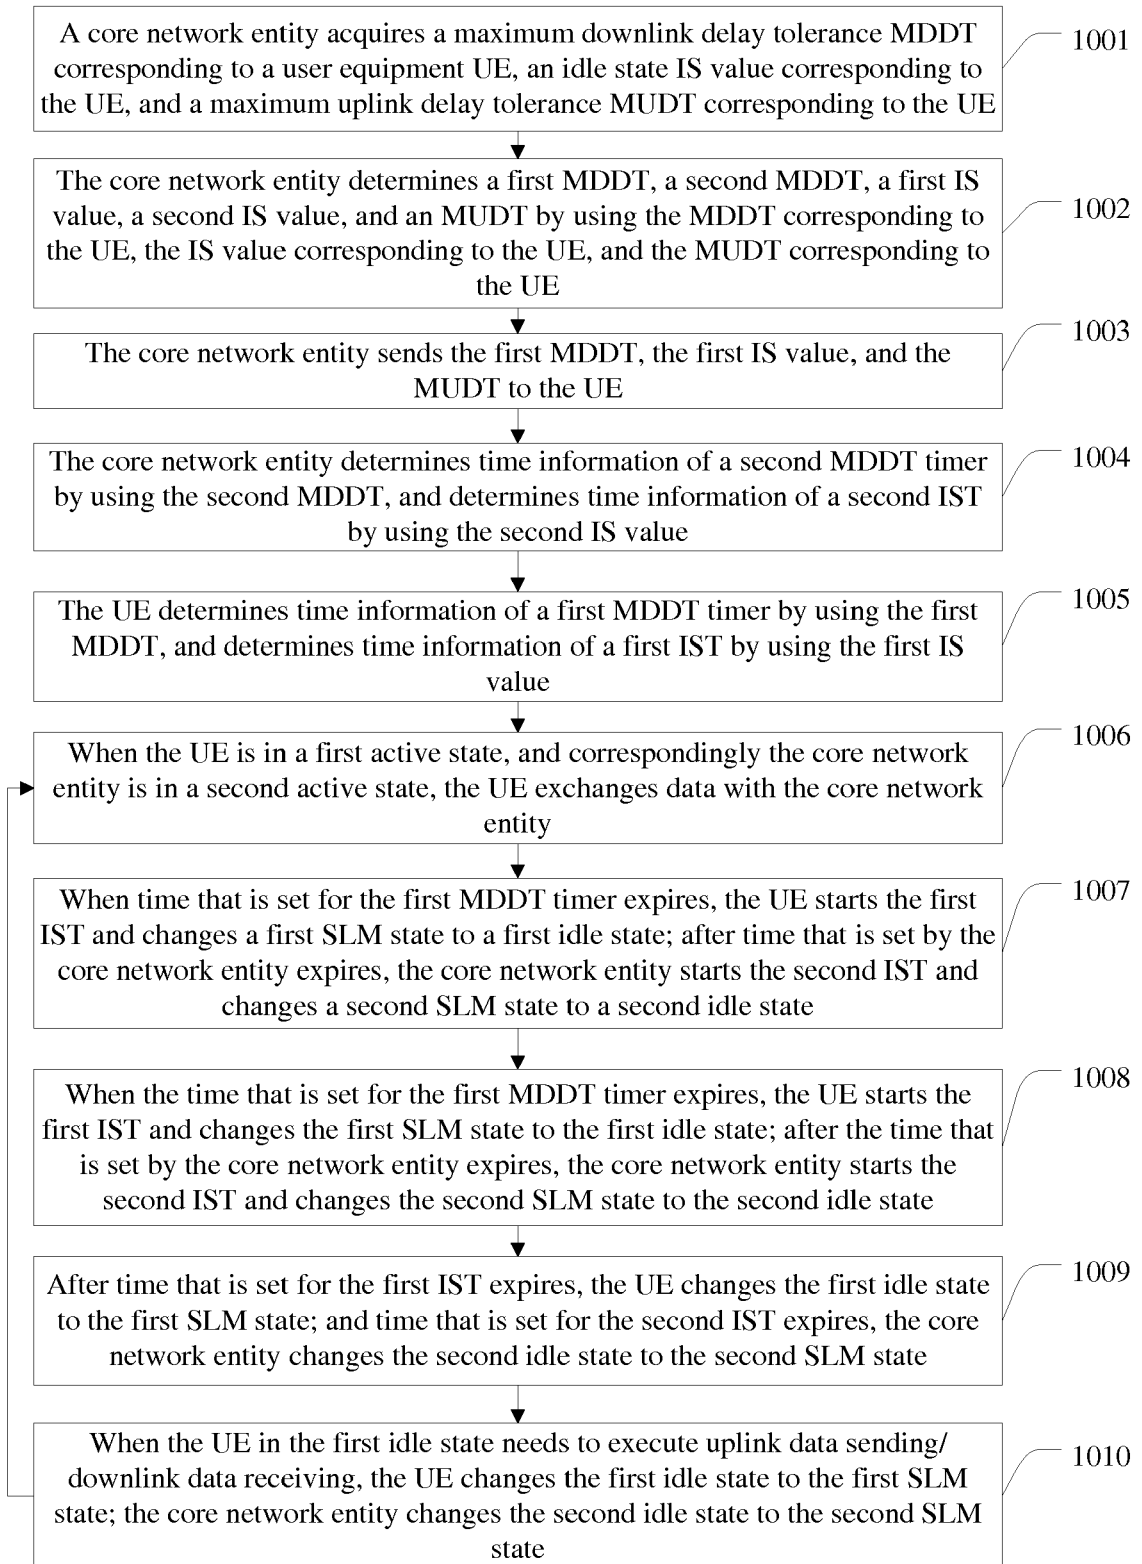 A core network entity acquires a maximum downlink delay tolerance MDDT
corresponding to a user equipment UE, an idle state IS value corresponding to
the UE, and a maximum uplink delay tolerance MUDT corresponding to the UE
1001
The core network entity determines a first MDDT, a second MDDT, a first IS
value, a second IS value, and an MUDT by using the MDDT corresponding to
the UE, the IS value corresponding to the UE, and the MUDT corresponding to
the UE
1002
The core network entity sends the first MDDT, the first IS value, and the
MUDT to the UE
1003
The core network entity determines time information of a second MDDT timer
by using the second MDDT, and determines time information of a second IST
by using the second IS value
1004
The UE determines time information of a first MDDT timer by using the first
MDDT, and determines time information of a first IST by using the first IS
value
1005
When the UE is in a first active state, and correspondingly the core network
entity is in a second active state, the UE exchanges data with the core network
entity
1006
When time that is set for the first MDDT timer expires, the UE starts the first
IST and changes a first SLM state to a first idle state; after time that is set by the
core network entity expires, the core network entity starts the second IST and
changes a second SLM state to a second idle state
1007
When the time that is set for the first MDDT timer expires, the UE starts the
first IST and changes the first SLM state to the first idle state; after the time that
is set by the core network entity expires, the core network entity starts the
second IST and changes the second SLM state to the second idle state
1008
After time that is set for the first IST expires, the UE changes the first idle state
to the first SLM state; and time that is set for the second IST expires, the core
network entity changes the second idle state to the second SLM state
1009
When the UE in the first idle state needs to execute uplink data sending/
downlink data receiving, the UE changes the first idle state to the first SLM
state; the core network entity changes the second idle state to the second SLM
state
1010